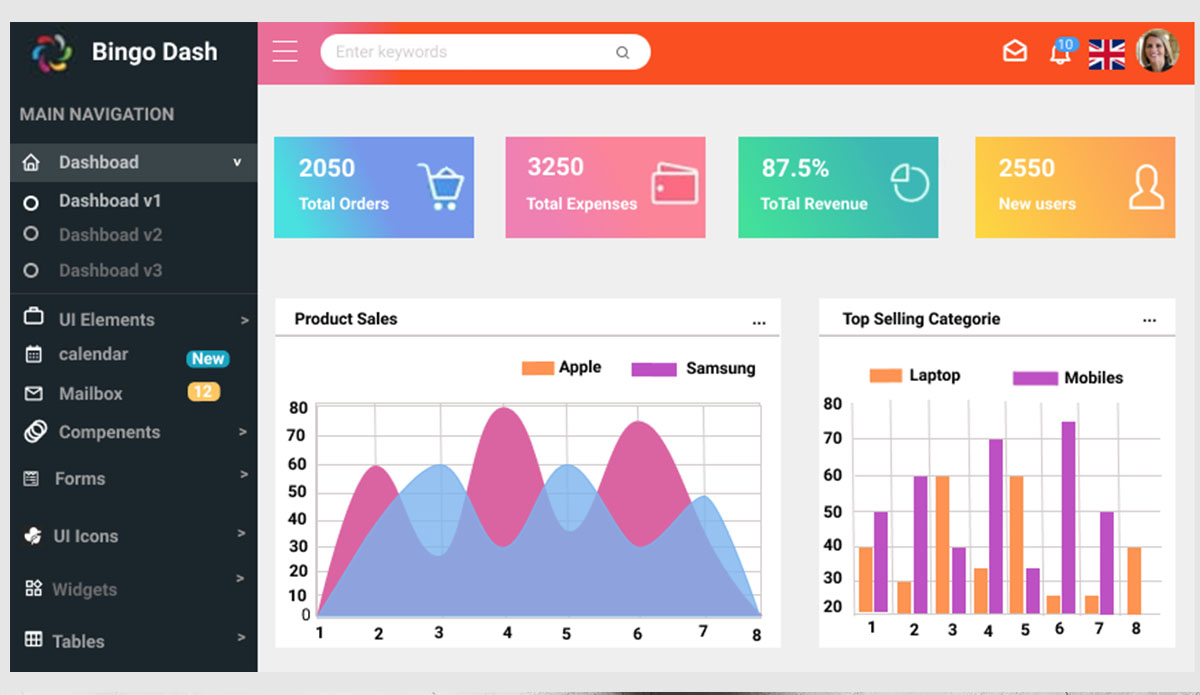 Bingo Dash
Enter keywords
10
MAIN NAVIGATION
Dashboad v
Dashboad v1
Dashboad v2
Dashboad v3
UI Elements >
calendar New
Mailbox 12
Compenents >
Forms >
UI Icons >
Widgets >
Tables >
2050
Total Orders
3250
Total Expenses
87.5%
ToTal Revenue
2550
New users
Product Sales ...
Apple Samsung
80
70
60
50
40
30
20
10
0
1 2 3 4 5 6 7 8
Top Selling Categorie ...
Laptop Mobiles
80
70
60
50
40
30
20
1 2 3 4 5 6 7 8